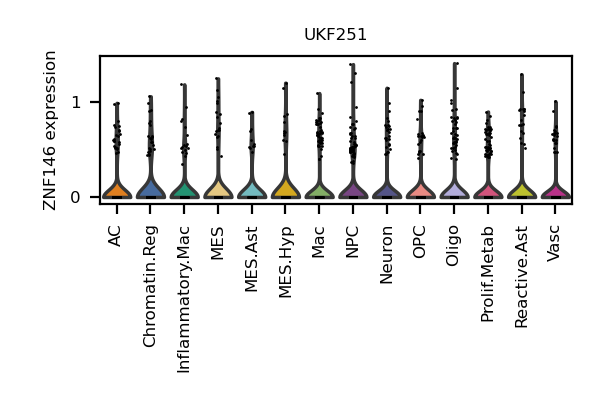 UKF251
ZNF146 expression
1
0
AC
Chromatin.Reg
Inflammatory.Mac
MES
MES.Ast
MES.Hyp
Mac
NPC
Neuron
OPC
Oligo
Prolif.Metab
Reactive.Ast
Vasc